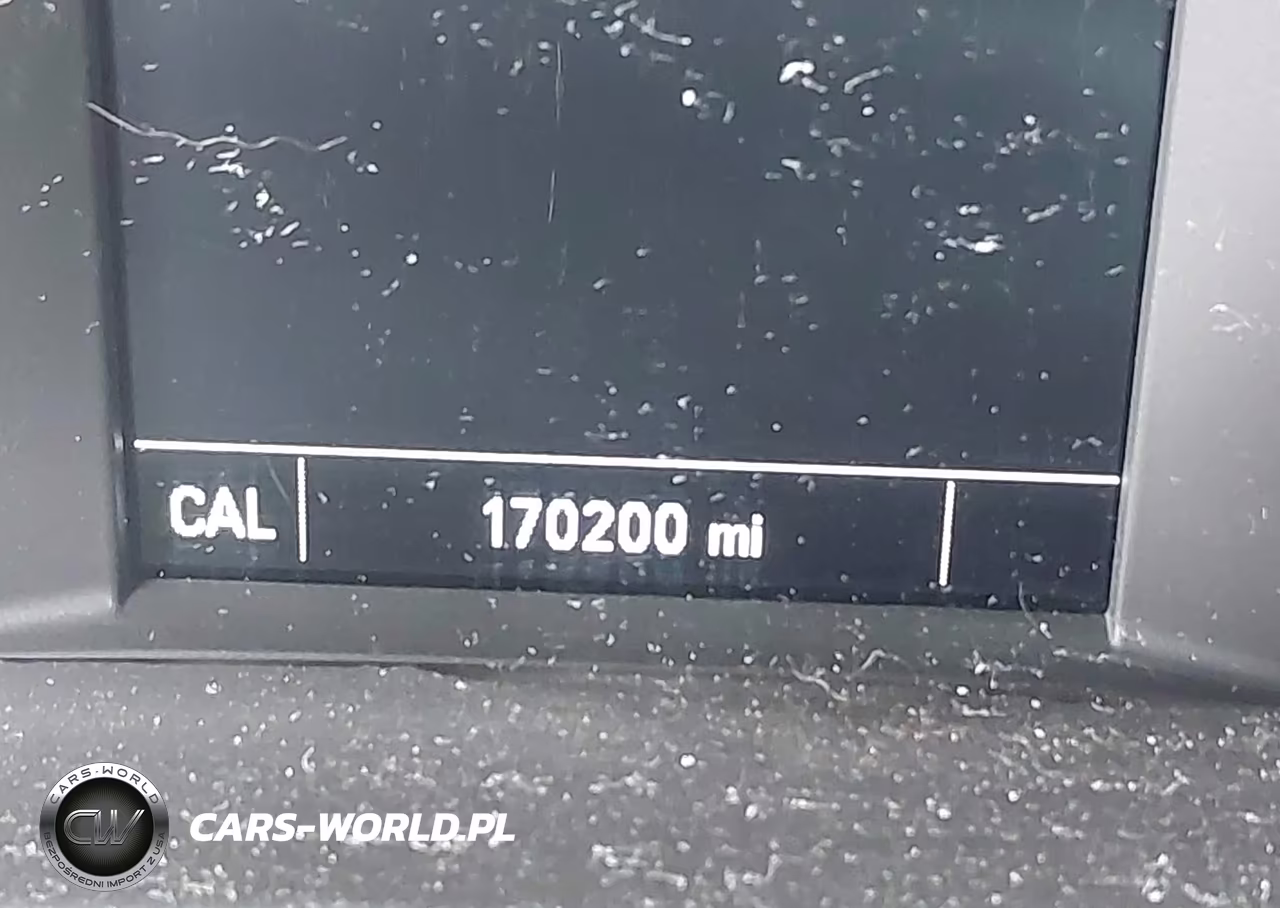 CAL 170200 mi
CARS-WORLD
CW
BEZPOŚREDNI IMPORT Z USA
CARS-WORLD.PL